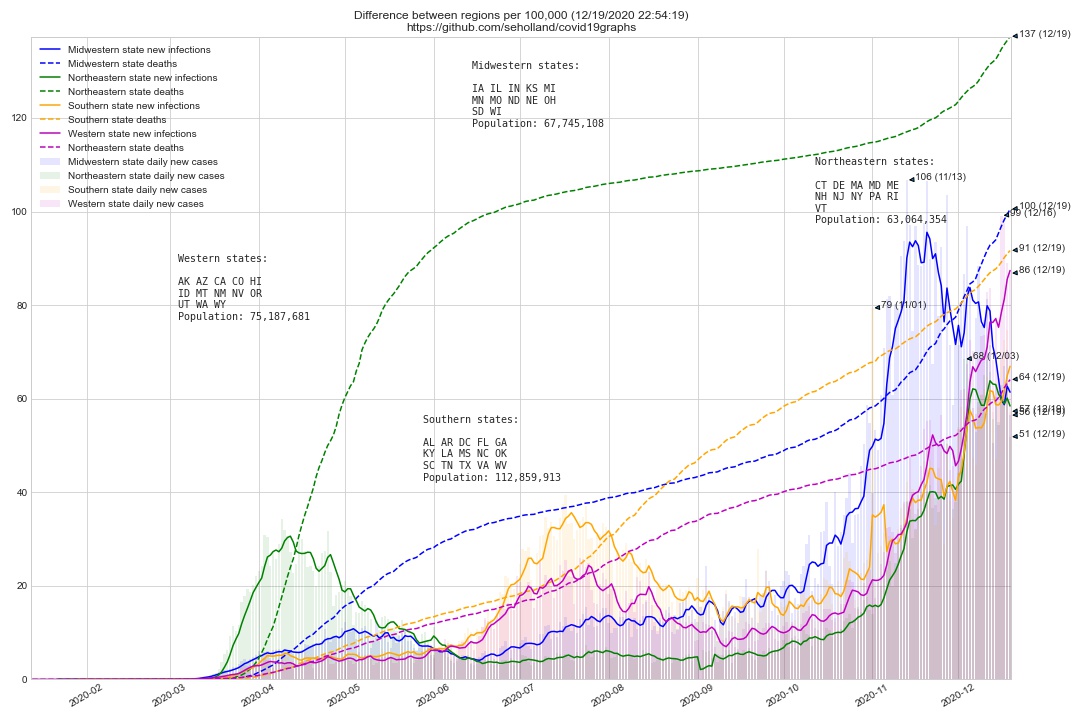 Difference between regions per 100,000 (12/19/2020 22:54:19)
https://github.com/seholland/covid19graphs
Midwestern state new infections
Midwestern state deaths
Northeastern state new infections
Northeastern state deaths
Southern state new infections
Southern state deaths
Western state new infections
Northeastern state deaths
Midwestern state daily new cases
Northeastern state daily new cases
Southern state daily new cases
West state daily new cases
Midwestern states:
IA IL IN KS MI
MN MO ND NE OH
SD WI
Population: 67,745,108
Northeastern states:
CT DE MA MD ME
NH NJ NY PA RI
VT
Population: 63,064,354
Western states:
AK AZ CA CO HI
ID MT NM NV OR
UT WA WY
Population: 75,187,681
Southern states:
AL AR DC FL GA
KY LA MS NC OK
SC TN TX VA WV
Population: 112,859,913
137 (12/19)
106 (11/13)
100 (12/19)
99 (12/16)
91 (12/19)
86 (12/19)
79 (11/01)
68 (12/03)
64 (12/19)
51 (12/19)
120
100
80
60
40
20
0
2020-02
2020-03
2020-04
2020-05
2020-06
2020-07
2020-08
2020-09
2020-10
2020-11
2020-12